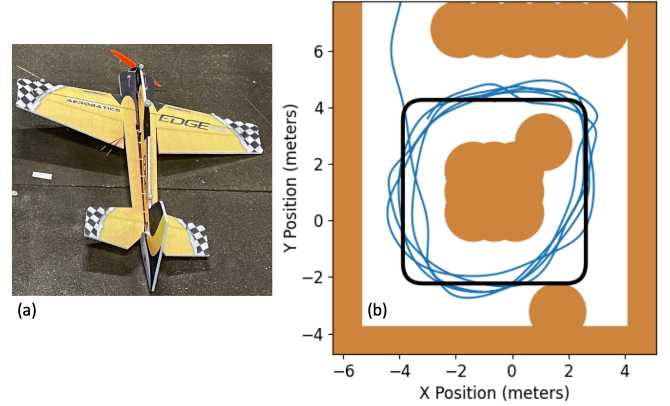 AEROBATICS
EDGE
(a)
Y Position (meters)
6
4
2
0
−2
−4
(b)
−6
−4
−2
0
2
4
X Position (meters)